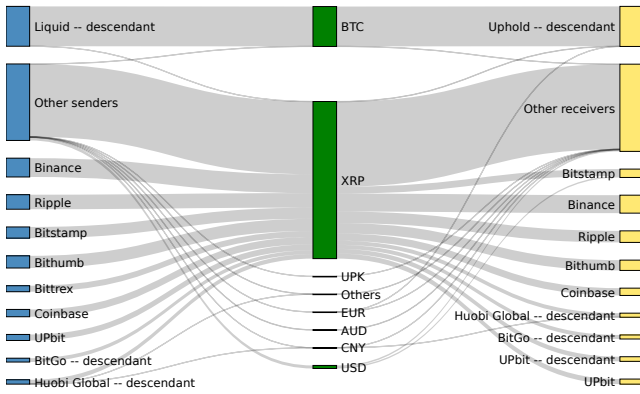 Liquid -- descendant
Other senders
Binance
Ripple
Bitstamp
Bithumb
Bittrex
Coinbase
UPbit
BitGo -- descendant
Huobi Global -- descendant
BTC
XRP
UPK
Others
EUR
AUD
CNY
USD
Uphold -- descendant
Other receivers
Bitstamp
Binance
Ripple
Bithumb
Coinbase
Huobi Global -- descendant
BitGo -- descendant
UPbit -- descendant
UPbit